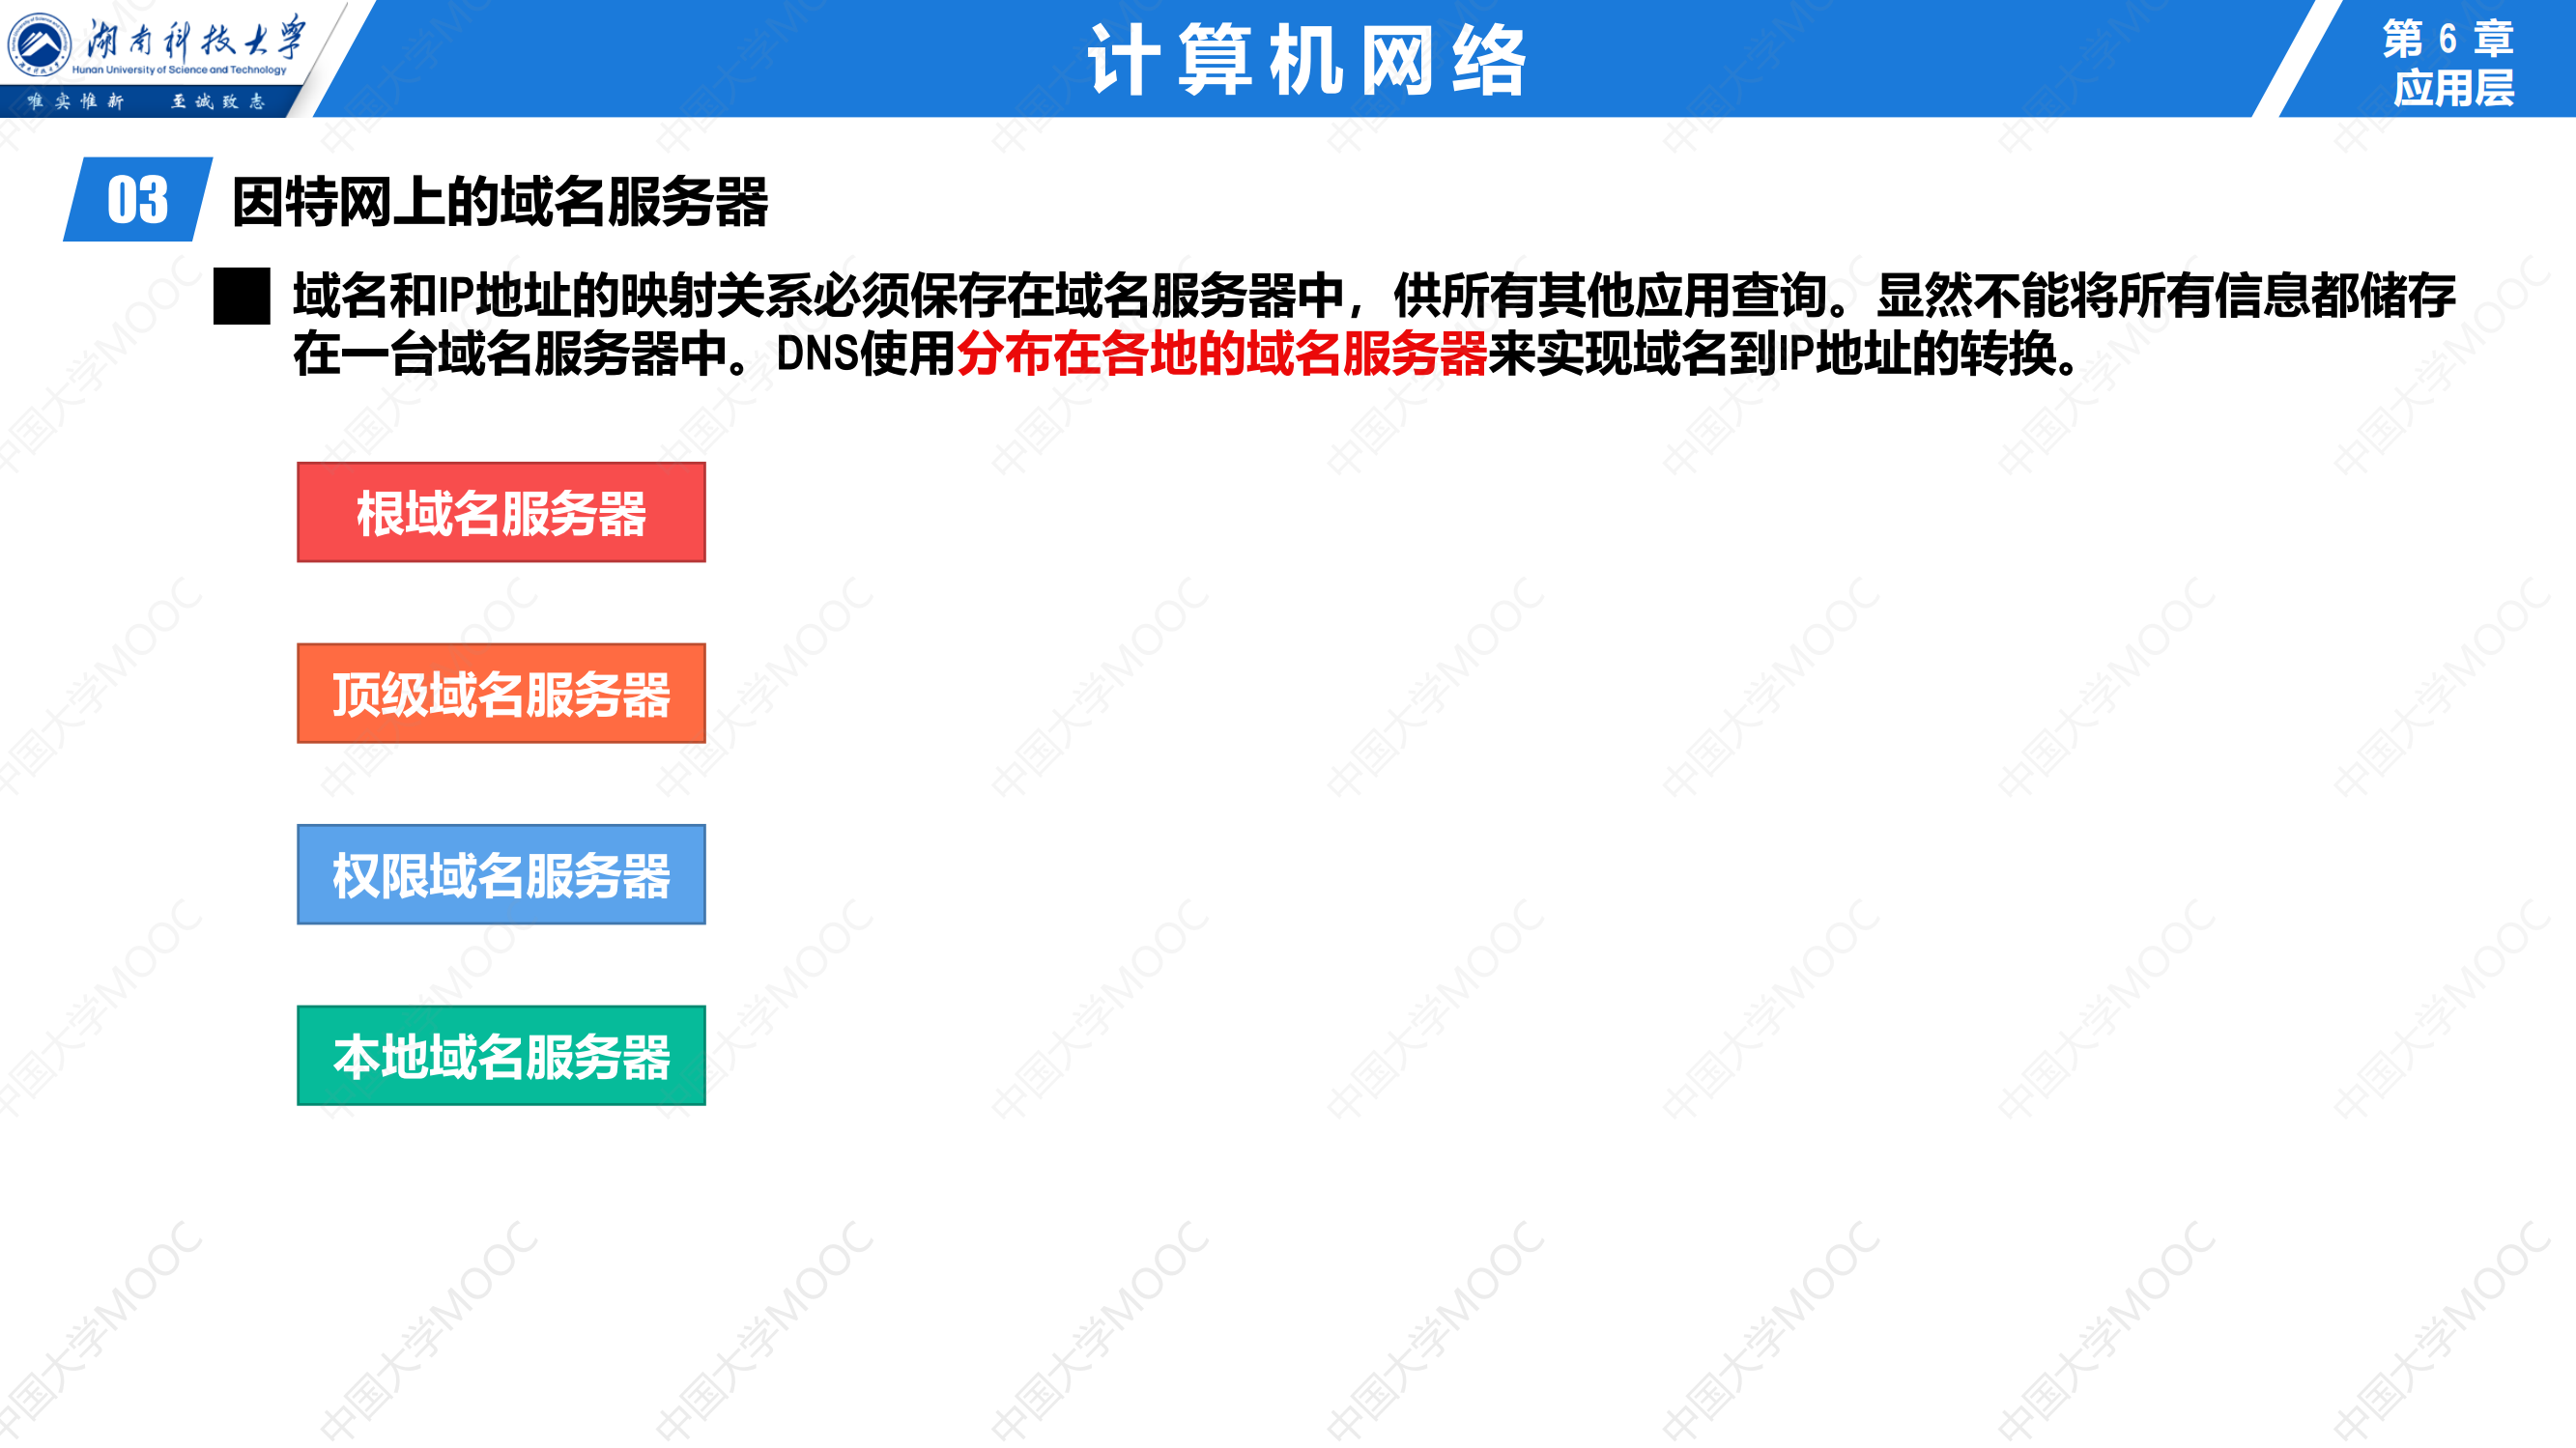 湖南科技大学
Hunan University of Science and Technology
唯实惟新 至诚致志
计算机网络
第 6 章
应用层
03 因特网上的域名服务器
域名和IP地址的映射关系必须保存在域名服务器中，供所有其他应用查询。显然不能将所有信息都储存
在一台域名服务器中。DNS使用分布在各地的域名服务器来实现域名到IP地址的转换。
根域名服务器
顶级域名服务器
权限域名服务器
本地域名服务器
中国大学MOOC